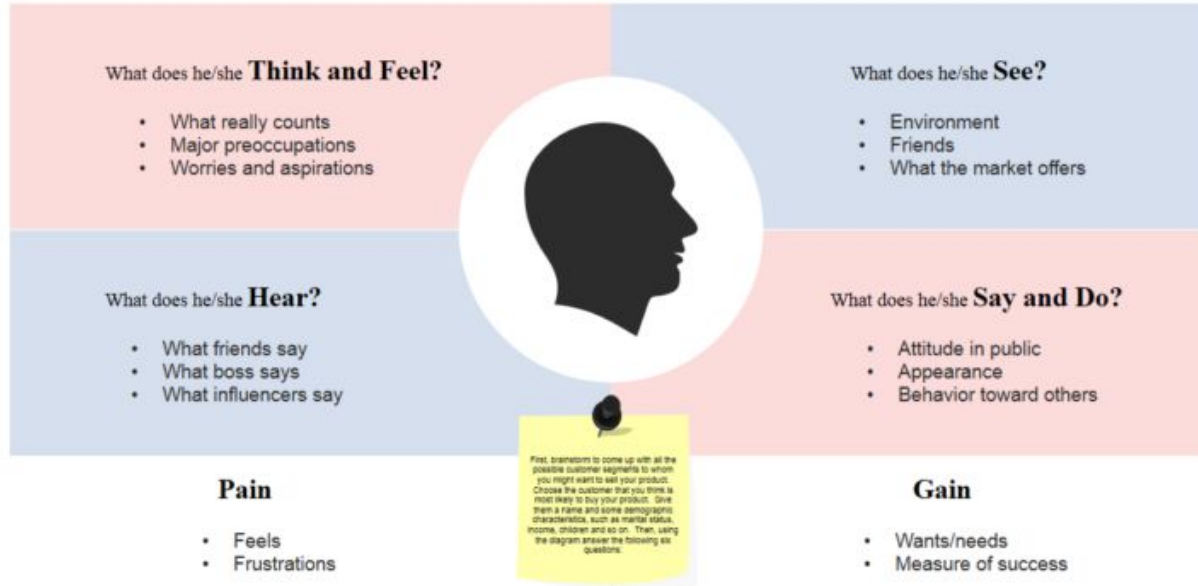 What does he/she Think and Feel?
• What really counts
• Major preoccupations
• Worries and aspirations
What does he/she See?
• Environment
• Friends
• What the market offers
What does he/she Hear?
• What friends say
• What boss says
• What influencers say
What does he/she Say and Do?
• Attitude in public
• Appearance
• Behavior toward others
First, brainstorm to come up with all the
possible customer segments to whom
you might want to sell your product.
Choose the customer that you think is
most likely to buy your product. Give
them a name and some demographic
characteristics, such as marital status,
income, children and so on. Then, using
the diagram answer the following six
questions:
Pain
• Feels
• Frustrations
Gain
• Wants/needs
• Measure of success